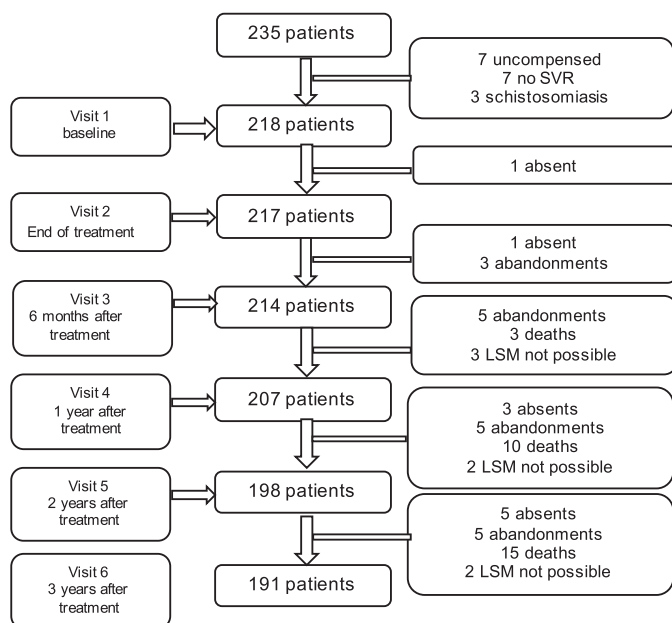 235 patients
7 uncompensed
7 no SVR
3 schistosomiasis
Visit 1
baseline
218 patients
1 absent
Visit 2
End of treatment
217 patients
1 absent
3 abandonments
Visit 3
6 months after
treatment
214 patients
5 abandonments
3 deaths
3 LSM not possible
Visit 4
1 year after
treatment
207 patients
3 absents
5 abandonments
10 deaths
2 LSM not possible
Visit 5
2 years after
treatment
198 patients
5 absents
5 abandonments
15 deaths
2 LSM not possible
Visit 6
3 years after
treatment
191 patients